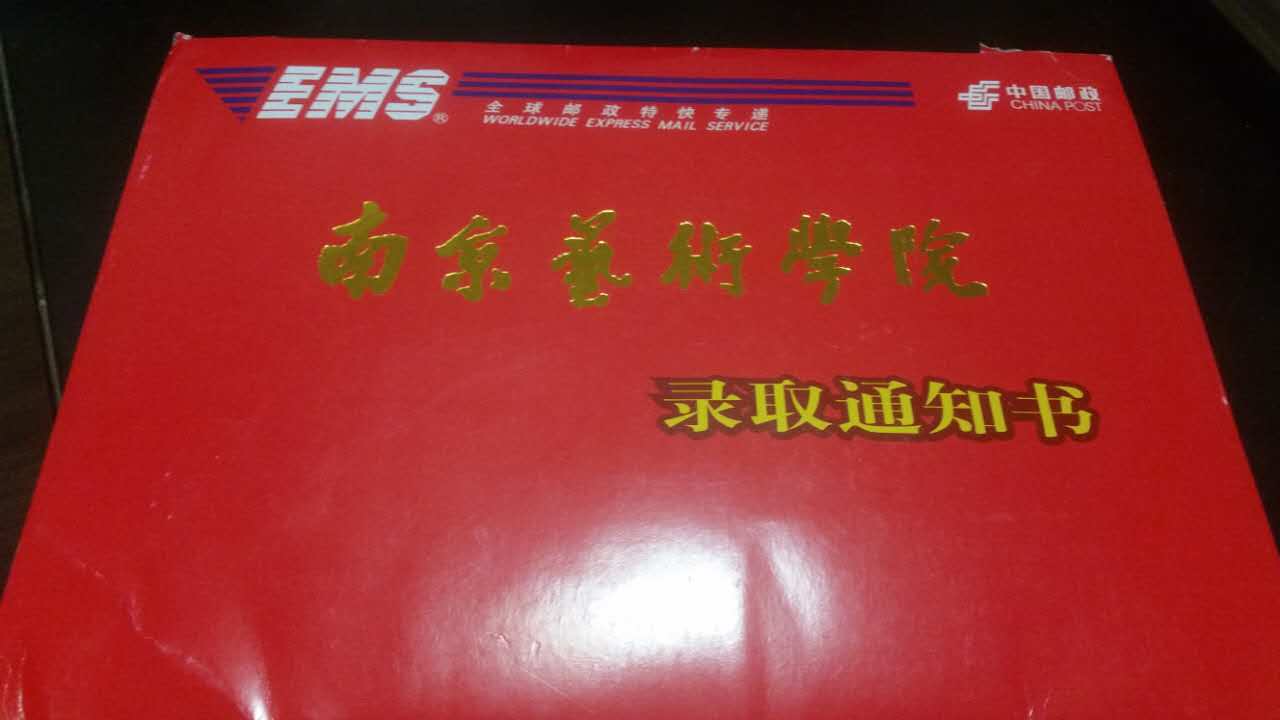 EMS®
全球邮政特快专递
WORLDWIDE EXPRESS MAIL SERVICE
中国邮政
CHINA POST
南京藝術學院
录取通知书